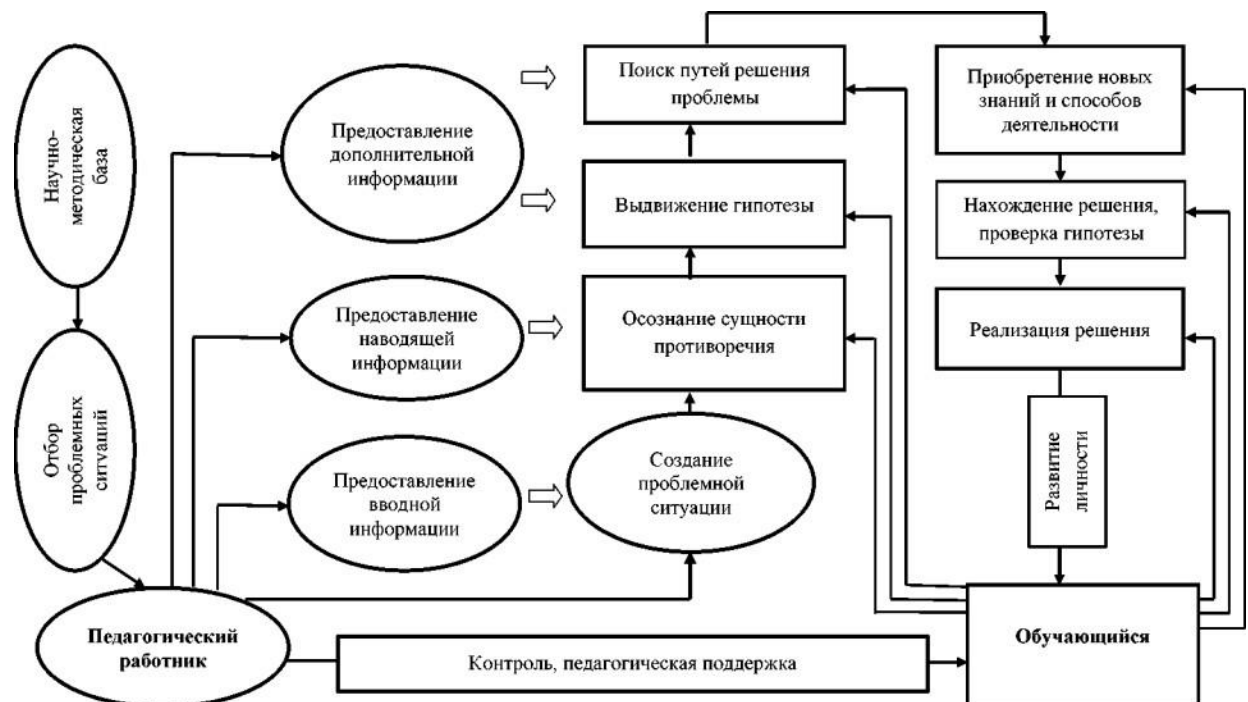 Научно-
методическая
база
Отбор
проблемных
ситуаций
Педагогический
работник
Предоставление
дополнительной
информации
Предоставление
наводящей
информации
Предоставление
вводной
информации
Поиск путей решения
проблемы
Выдвижение гипотезы
Осознание сущности
противоречия
Создание
проблемной
ситуации
Контроль, педагогическая поддержка
Приобретение новых
знаний и способов
деятельности
Нахождение решения,
проверка гипотезы
Реализация решения
Развитие
личности
Обучающийся